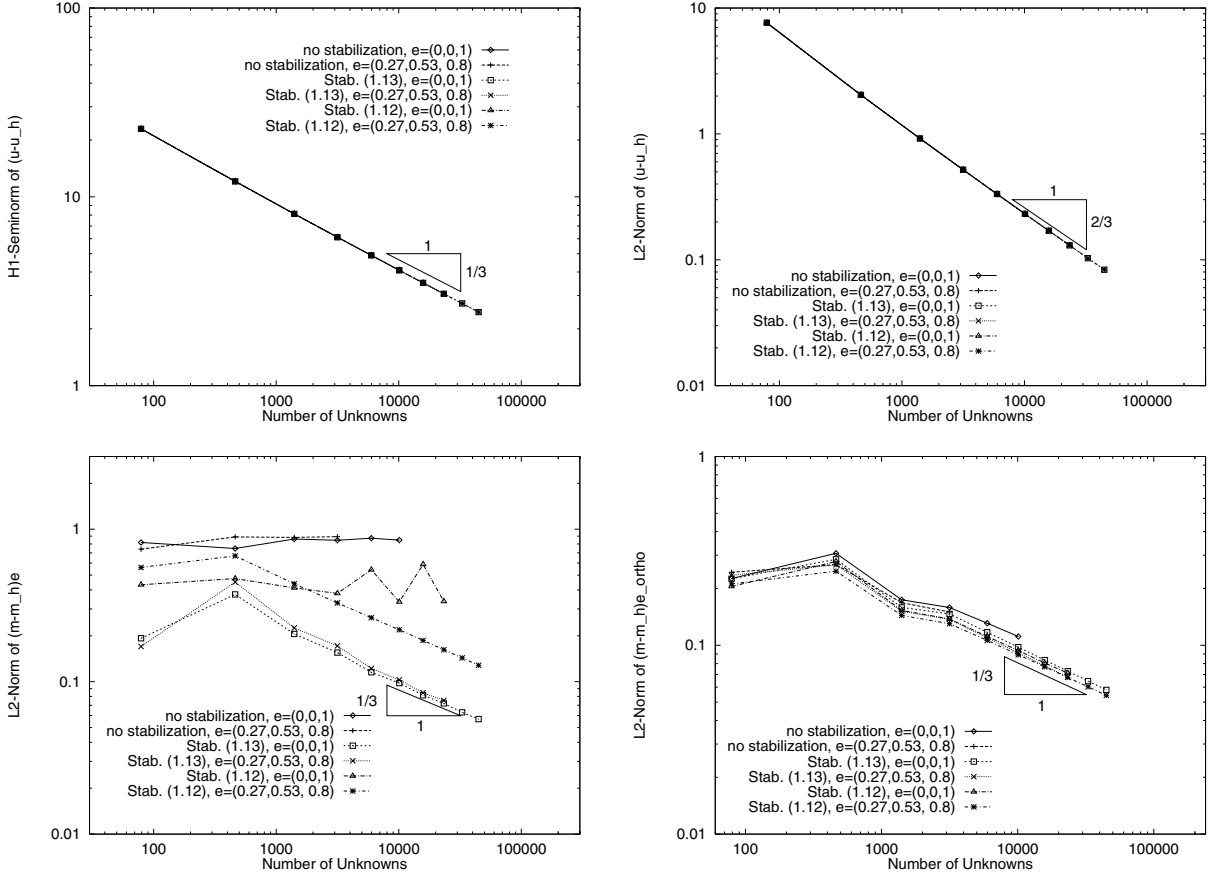 100
10
1
H1-Seminorm of (u-u_h)
no stabilization, e=(0,0,1)
no stabilization, e=(0.27,0.53, 0.8)
Stab. (1.13), e=(0,0,1)
Stab. (1.13), e=(0.27,0.53, 0.8)
Stab. (1.12), e=(0,0,1)
Stab. (1.12), e=(0.27,0.53, 0.8)
1
1/3
100 1000 10000 100000
Number of Unknowns
10
1
0.1
0.01
L2-Norm of (u-u_h)
1
2/3
no stabilization, e=(0,0,1)
no stabilization, e=(0.27,0.53, 0.8)
Stab. (1.13), e=(0,0,1)
Stab. (1.13), e=(0.27,0.53, 0.8)
Stab. (1.12), e=(0,0,1)
Stab. (1.12), e=(0.27,0.53, 0.8)
100 1000 10000 100000
Number of Unknowns
1
0.1
0.01
L2-Norm of (m-m_h)e
1/3
1
no stabilization, e=(0,0,1)
no stabilization, e=(0.27,0.53, 0.8)
Stab. (1.13), e=(0,0,1)
Stab. (1.13), e=(0.27,0.53, 0.8)
Stab. (1.12), e=(0,0,1)
Stab. (1.12), e=(0.27,0.53, 0.8)
100 1000 10000 100000
Number of Unknowns
1
0.1
0.01
L2-Norm of (m-m_h)e_ortho
1/3
1
no stabilization, e=(0,0,1)
no stabilization, e=(0.27,0.53, 0.8)
Stab. (1.13), e=(0,0,1)
Stab. (1.13), e=(0.27,0.53, 0.8)
Stab. (1.12), e=(0,0,1)
Stab. (1.12), e=(0.27,0.53, 0.8)
100 1000 10000 100000
Number of Unknowns